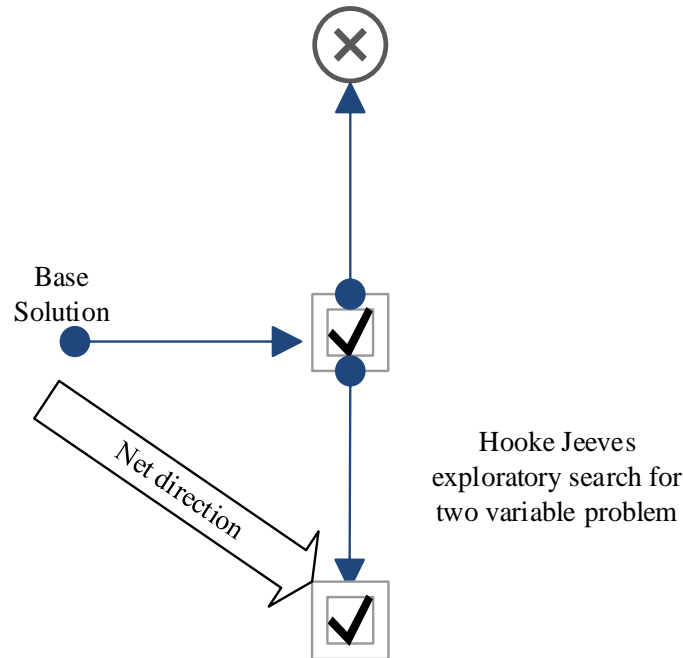 Base
Solution
Net direction
Hooke Jeeves
exploratory search for
two variable problem